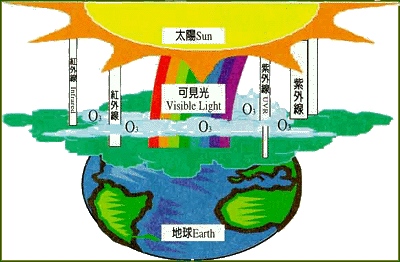 太陽Sun
紅外線 Infrared
紅外線
可見光
Visible Light
紫外線 UVR
紫外線
O₃
O₃
O₃
O₃
O₃
地球Earth